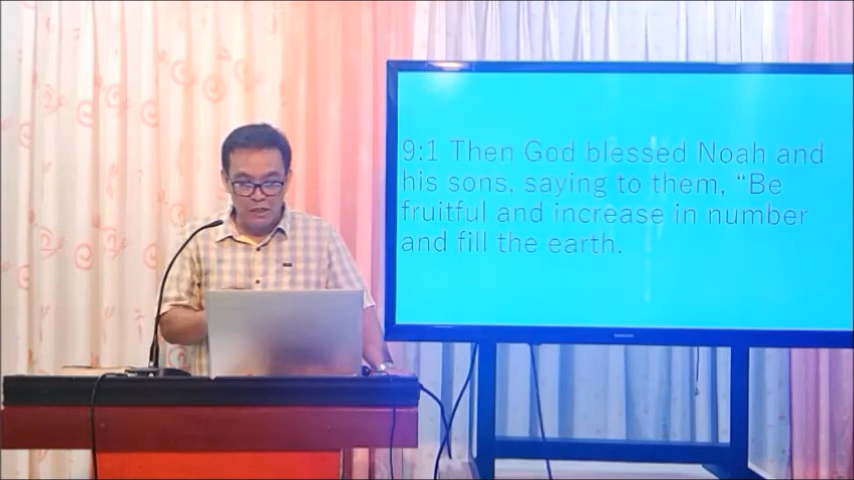 9:1 Then God blessed Noah and
his sons, saying to them, “Be
fruitful and increase in number
and fill the earth.